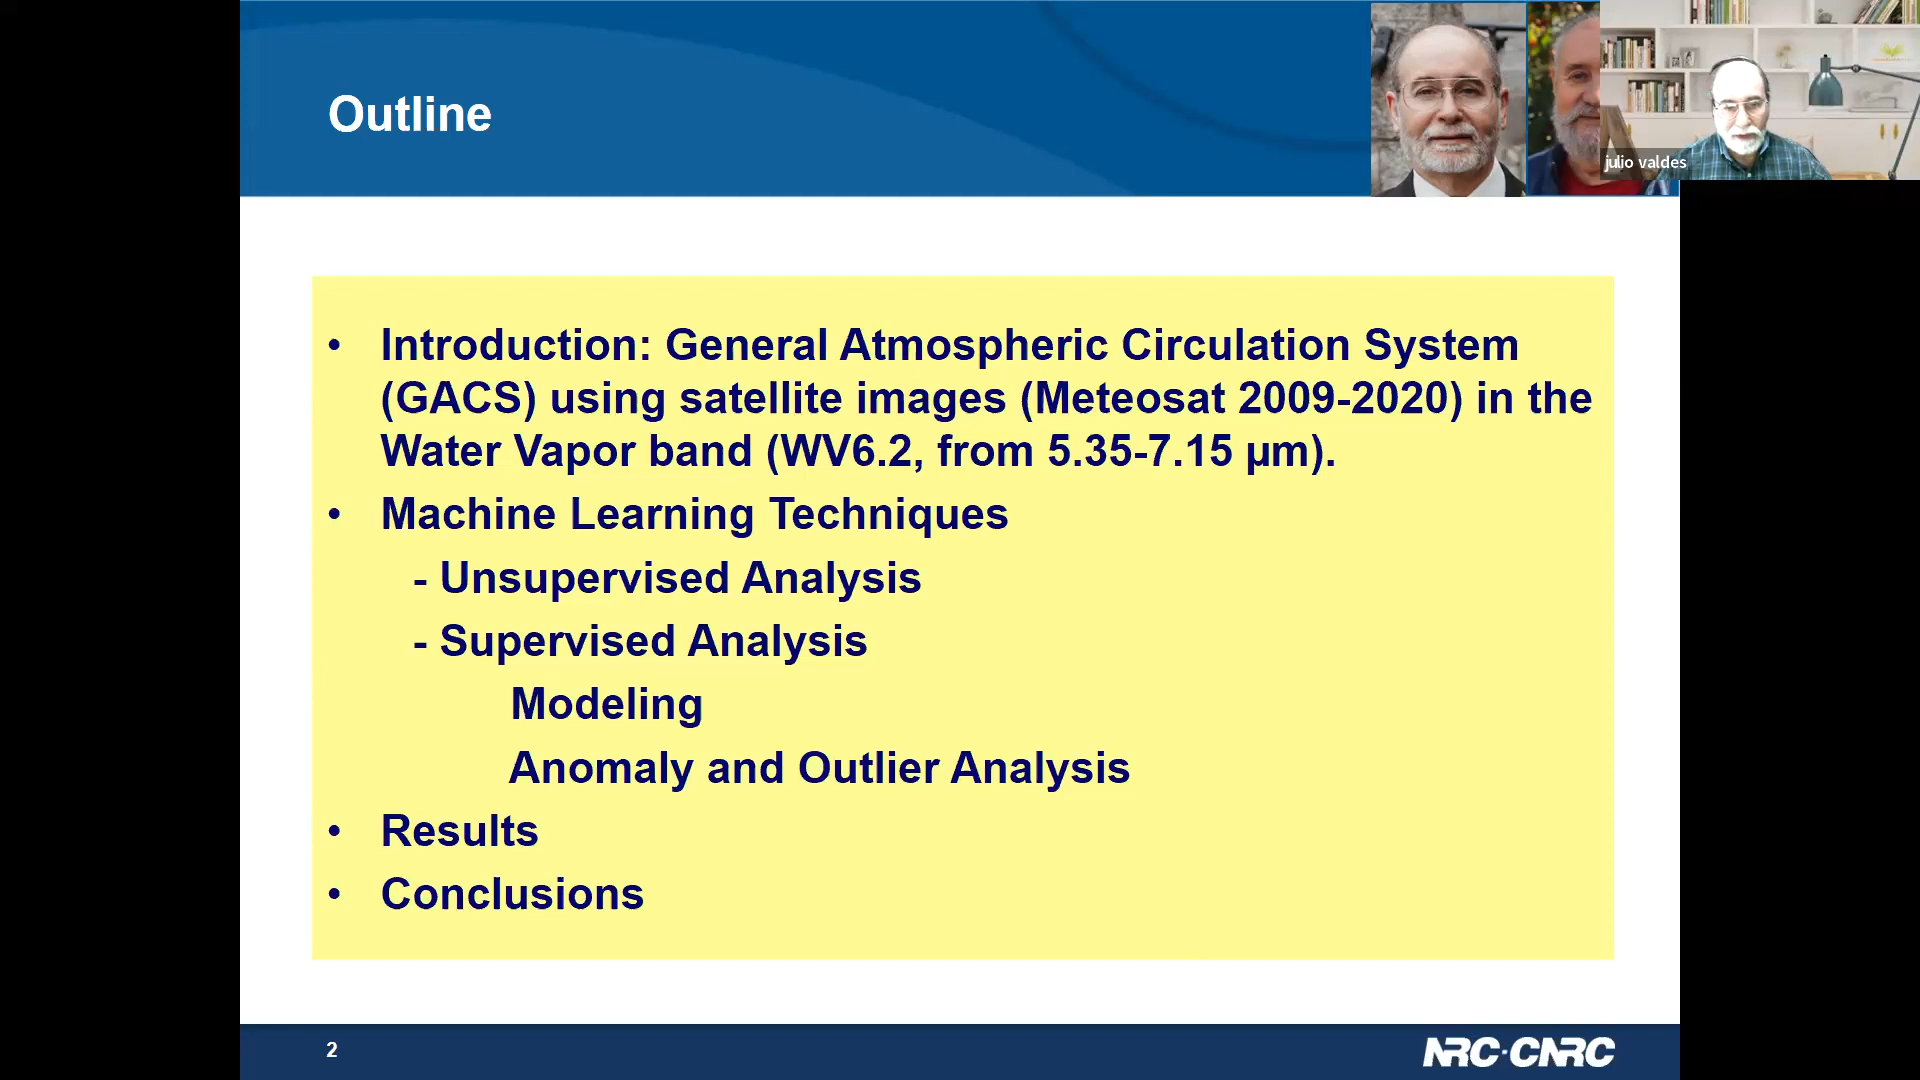 Outline
julio valdes
• Introduction: General Atmospheric Circulation System
(GACS) using satellite images (Meteosat 2009-2020) in the
Water Vapor band (WV6.2, from 5.35-7.15 µm).
• Machine Learning Techniques
- Unsupervised Analysis
- Supervised Analysis
Modeling
Anomaly and Outlier Analysis
• Results
• Conclusions
2
NRC·CNRC